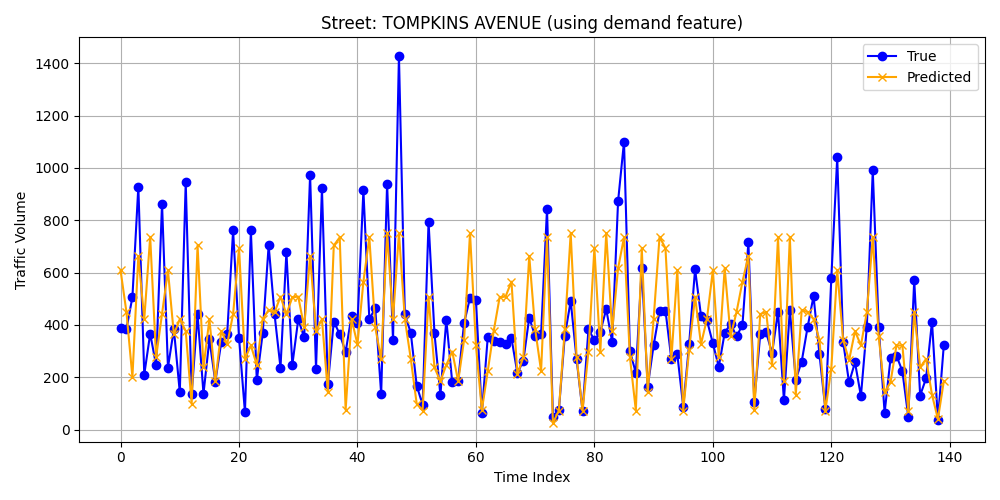 Street: TOMPKINS AVENUE (using demand feature)
True
Predicted
Traffic Volume
1400
1200
1000
800
600
400
200
0
0 20 40 60 80 100 120 140
Time Index